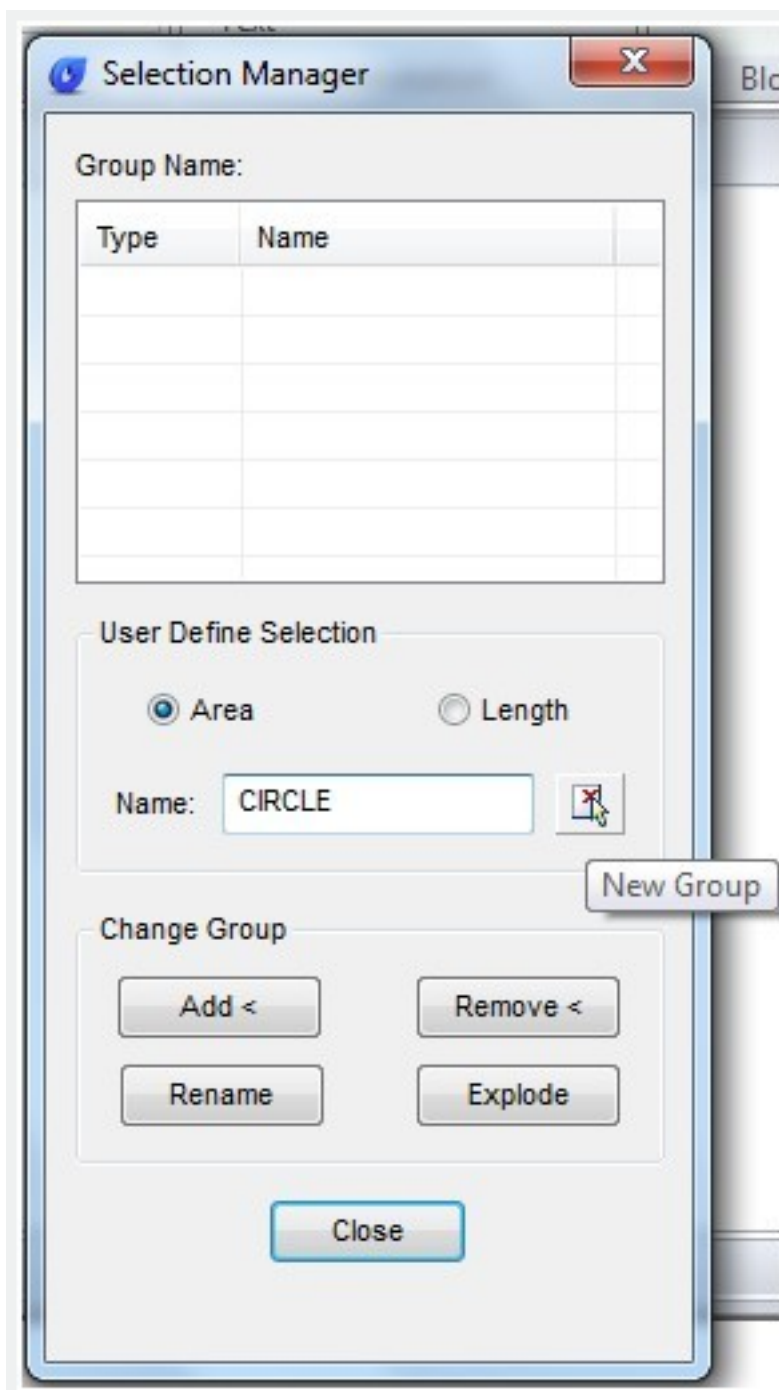 Selection Manager
Blo
Group Name:
Type Name
User Define Selection
Area Length
Name: CIRCLE
New Group
Change Group
Add < Remove <
Rename Explode
Close